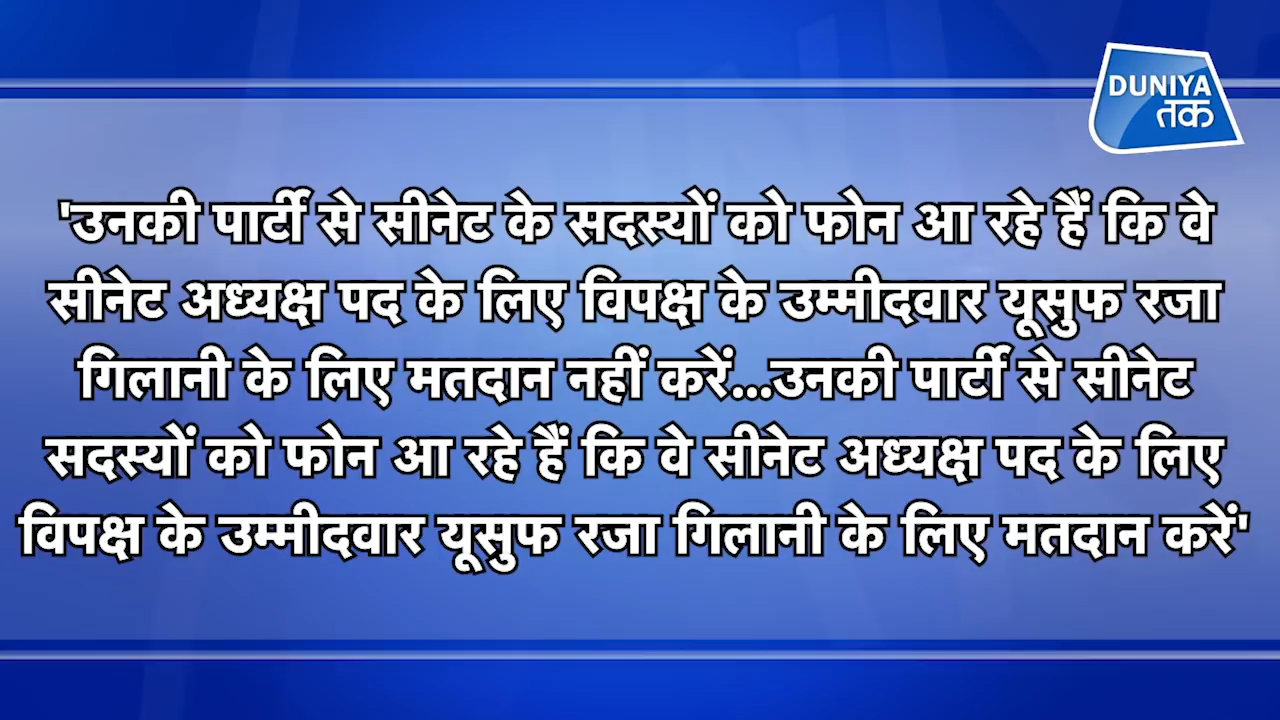 DUNIYA
तक
'उनकी पार्टी से सीनेट के सदस्यों को फोन आ रहे हैं कि वे
सीनेट अध्यक्ष पद के लिए विपक्ष के उम्मीदवार यूसुफ रजा
गिलानी के लिए मतदान नहीं करें...उनकी पार्टी से सीनेट
सदस्यों को फोन आ रहे हैं कि वे सीनेट अध्यक्ष पद के लिए
विपक्ष के उम्मीदवार यूसुफ रजा गिलानी के लिए मतदान करें'